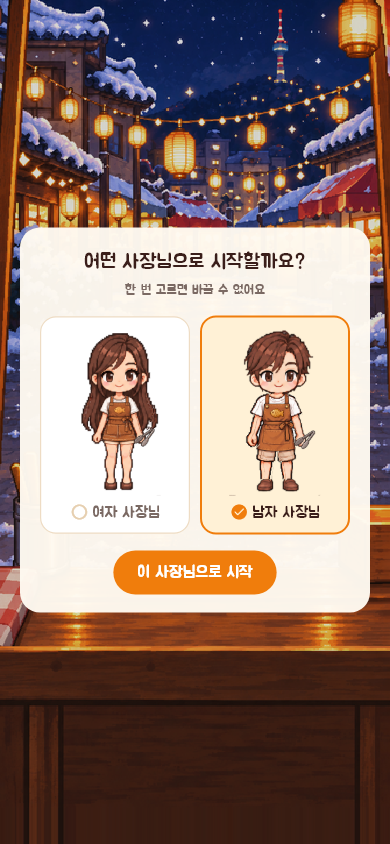 어떤 사장님으로 시작할까요?
한 번 고르면 바꿀 수 없어요
여자 사장님
남자 사장님
이 사장님으로 시작